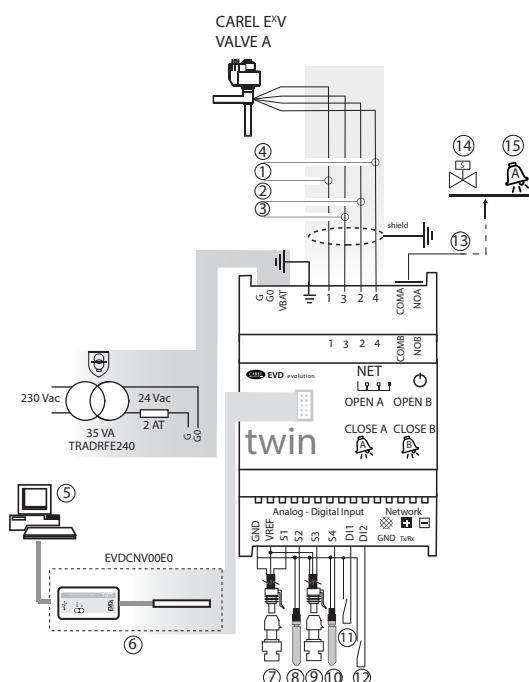 CAREL EXV
VALVE A
4
1
2
3
14
15
S
A
shield
13
G
G0
VBAT
1
3
2
4
COMA
NOA
1
3
2
4
COMB
NOB
CAREL EVD evolution
NET
OPEN A OPEN B
CLOSE A CLOSE B
A B
twin
230 Vac
24 Vac
2 AT
35 VA
TRADRFE240
G
G0
5
Analog - Digital Input
Network
GND
VREF
S1
S2
S3
S4
DI1
DI2
GND
Tx/Rx
EVDCNV00E0
6
7
8
9
10
11
12